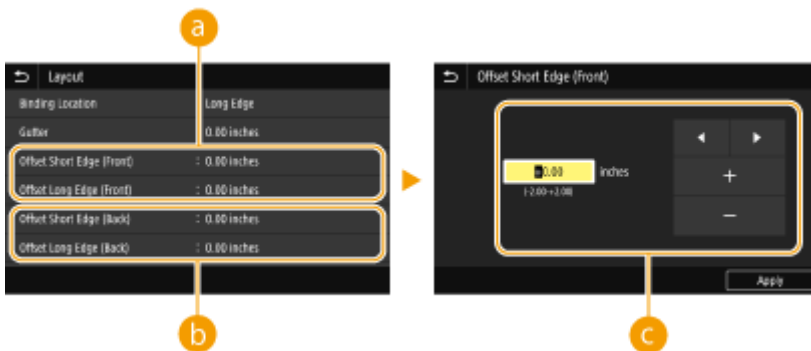 a
Layout
Binding Location Long Edge
Gutter 0.00 inches
Offset Short Edge (Front) : 0.00 inches
Offset Long Edge (Front) : 0.00 inches
Offset Short Edge (Back) : 0.00 inches
Offset Long Edge (Back) : 0.00 inches
b
Offset Short Edge (Front)
0.00 inches
(-2.00-+2.00)
+
−
Apply
c